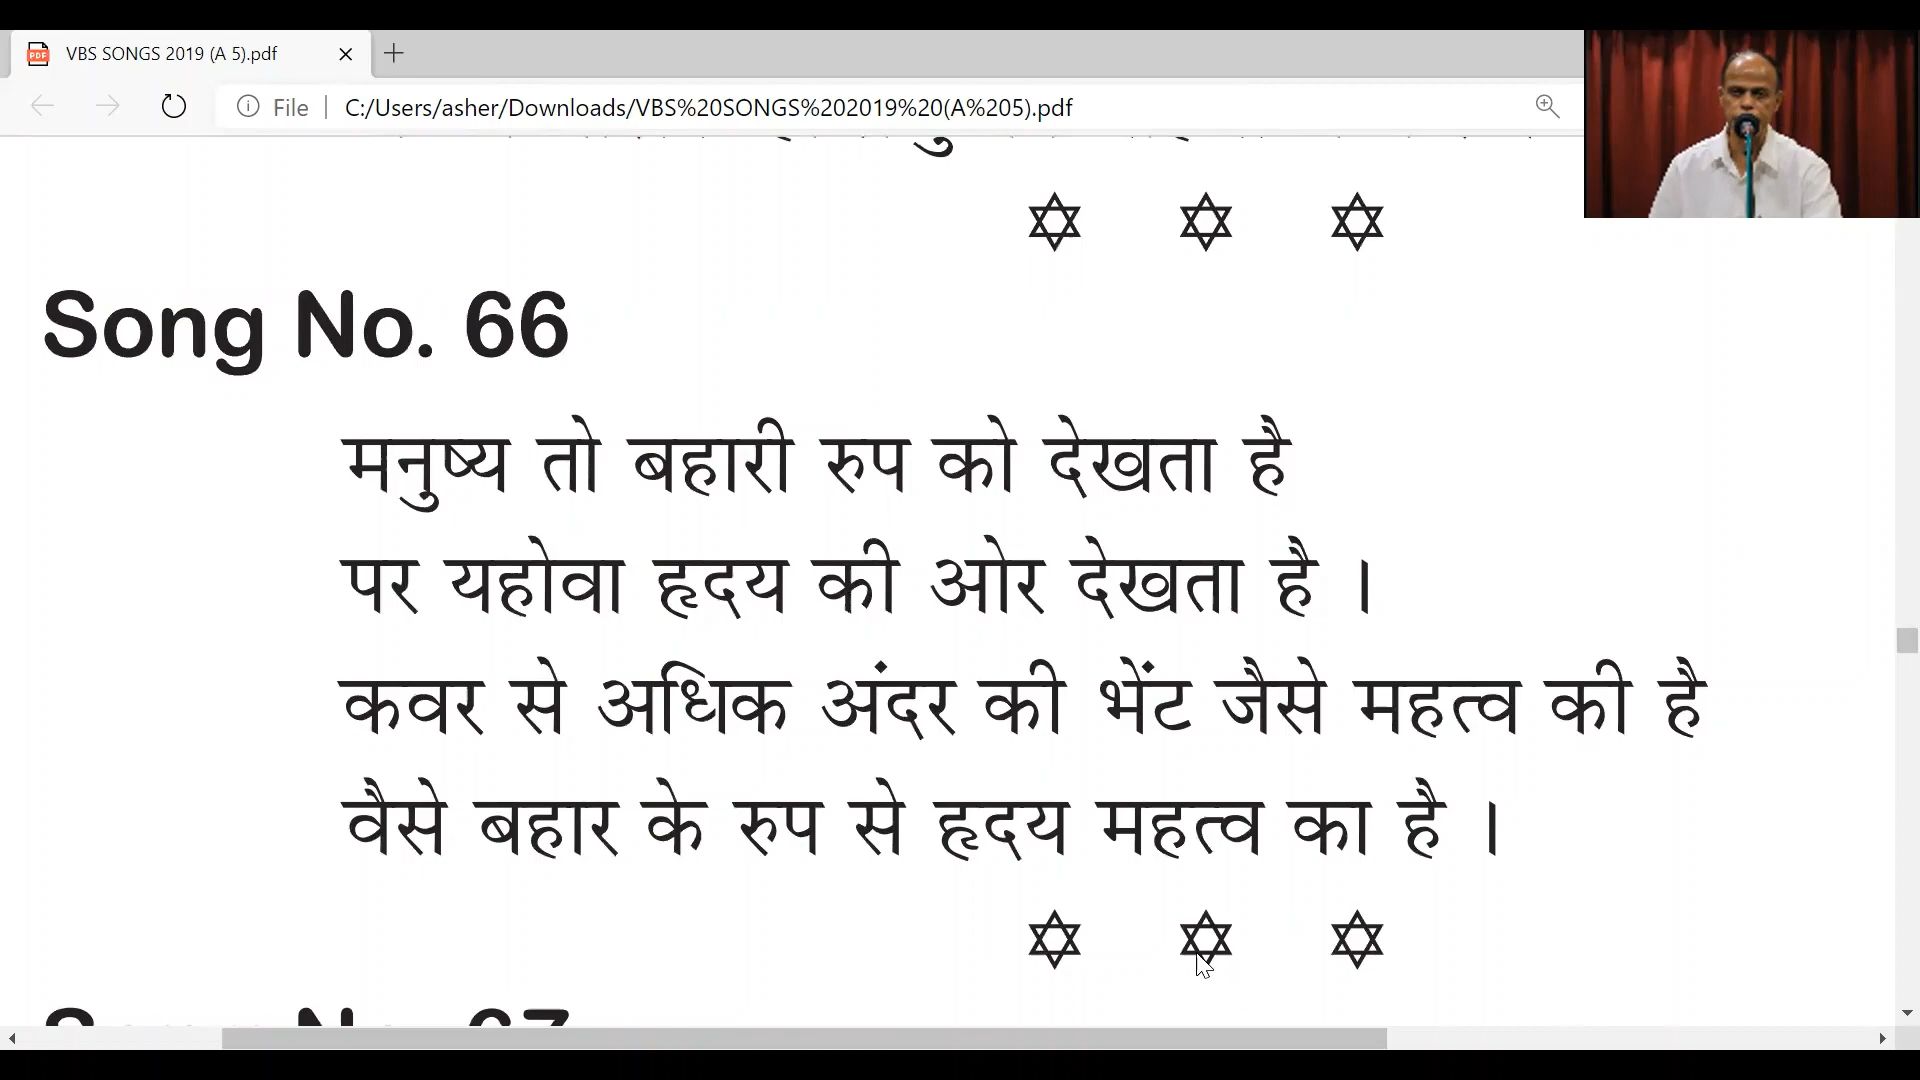 VBS SONGS 2019 (A 5).pdf
File | C:/Users/asher/Downloads/VBS%20SONGS%202019%20(A%205).pdf
Song No. 66
मनुष्य तो बहारी रुप को देखता है
पर यहोवा हृदय की ओर देखता है ।
कवर से अधिक अंदर की भेंट जैसे महत्व की है
वैसे बहार के रुप से हृदय महत्व का है ।